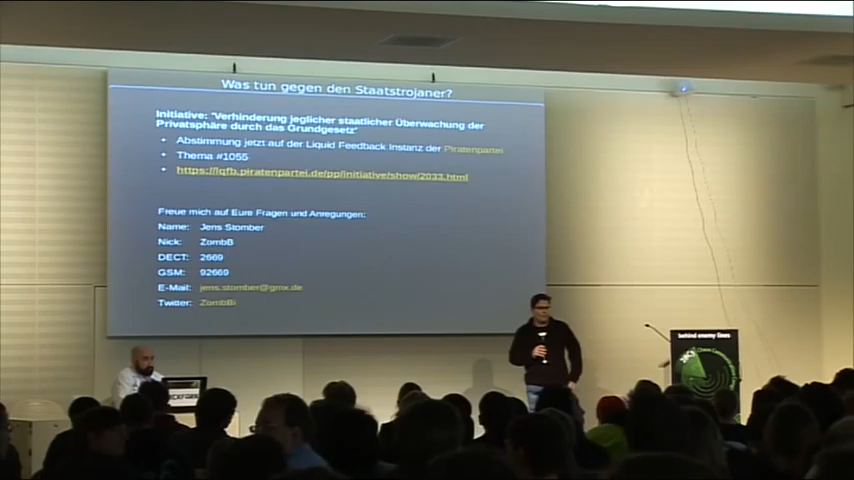 Was tun gegen den Staatstrojaner?
Initiative: "Verhinderung jeglicher staatlicher Überwachung der
Privatsphäre durch das Grundgesetz"
• Abstimmung jetzt auf der Liquid Feedback Instanz der Piratenpartei
• Thema #1055
• https://lqfb.piratenpartei.de/pp/initiative/show/2033.html
Freue mich auf Eure Fragen und Anregungen:
Name: Jens Stomber
Nick: ZombB
DECT: 2669
GSM: 92669
E-Mail: jens.stomber@gmx.de
Twitter: ZombBi
behind enemy lines